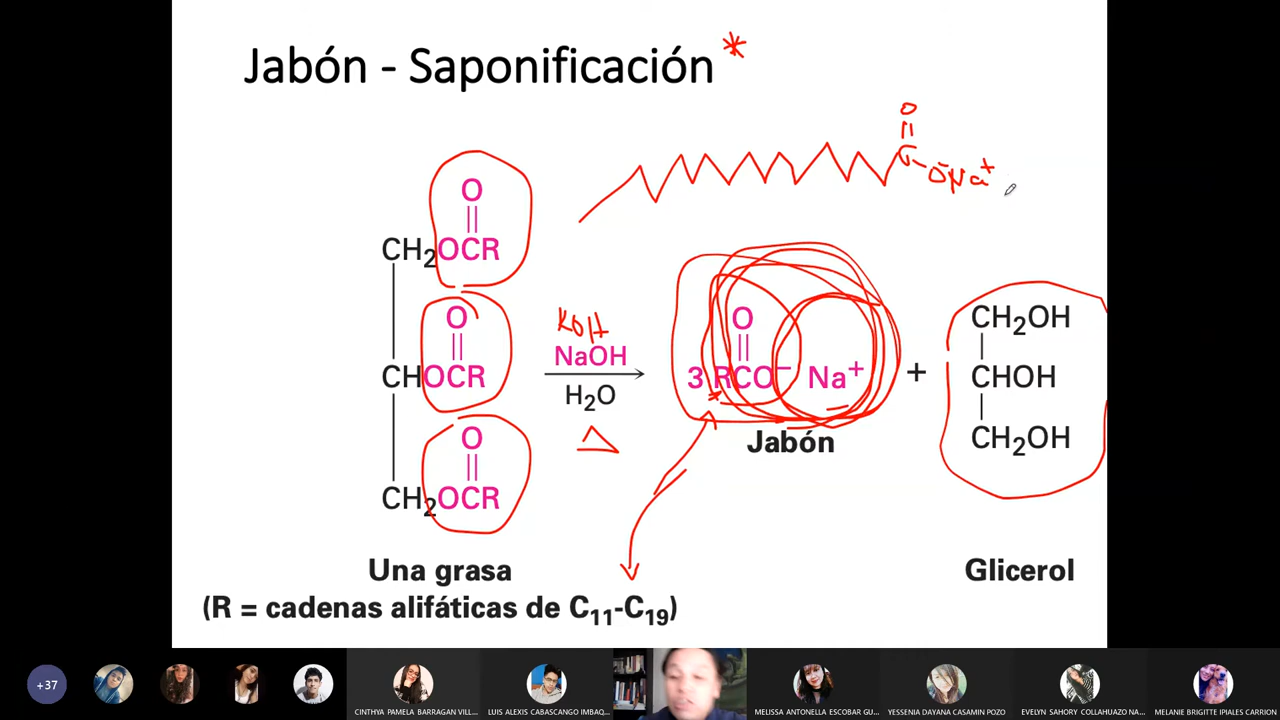 Jabón - Saponificación *
O
C-O⁻Na⁺
O
CH₂OCR
O
CHOCR
O
CH₂OCR
KOH
NaOH
H₂O
Δ
O
3 RCO⁻ Na⁺
+
CH₂OH
CHOH
CH₂OH
Jabón
Una grasa
Glicerol
(R = cadenas alifáticas de C₁₁-C₁₉)
+37
CINTHYA PAMELA BARRAGAN VILL...
LUIS ALEXIS CABASCANGO IMBAQ...
MELISSA ANTONELLA ESCOBAR GU...
YESSENIA DAYANA CASAMIN POZO
EVELYN SAHORY COLLAHUAZO NA...
MELANIE BRIGITTE IPIALES CARRION